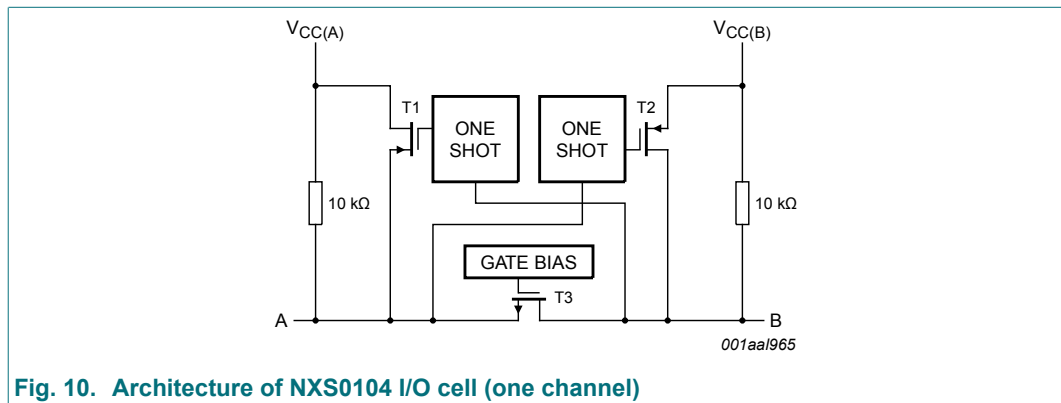 VCC(A)
VCC(B)
T1
ONE
SHOT
ONE
SHOT
T2
10 kΩ
10 kΩ
GATE BIAS
T3
A
B
001aal965
Fig. 10. Architecture of NXS0104 I/O cell (one channel)